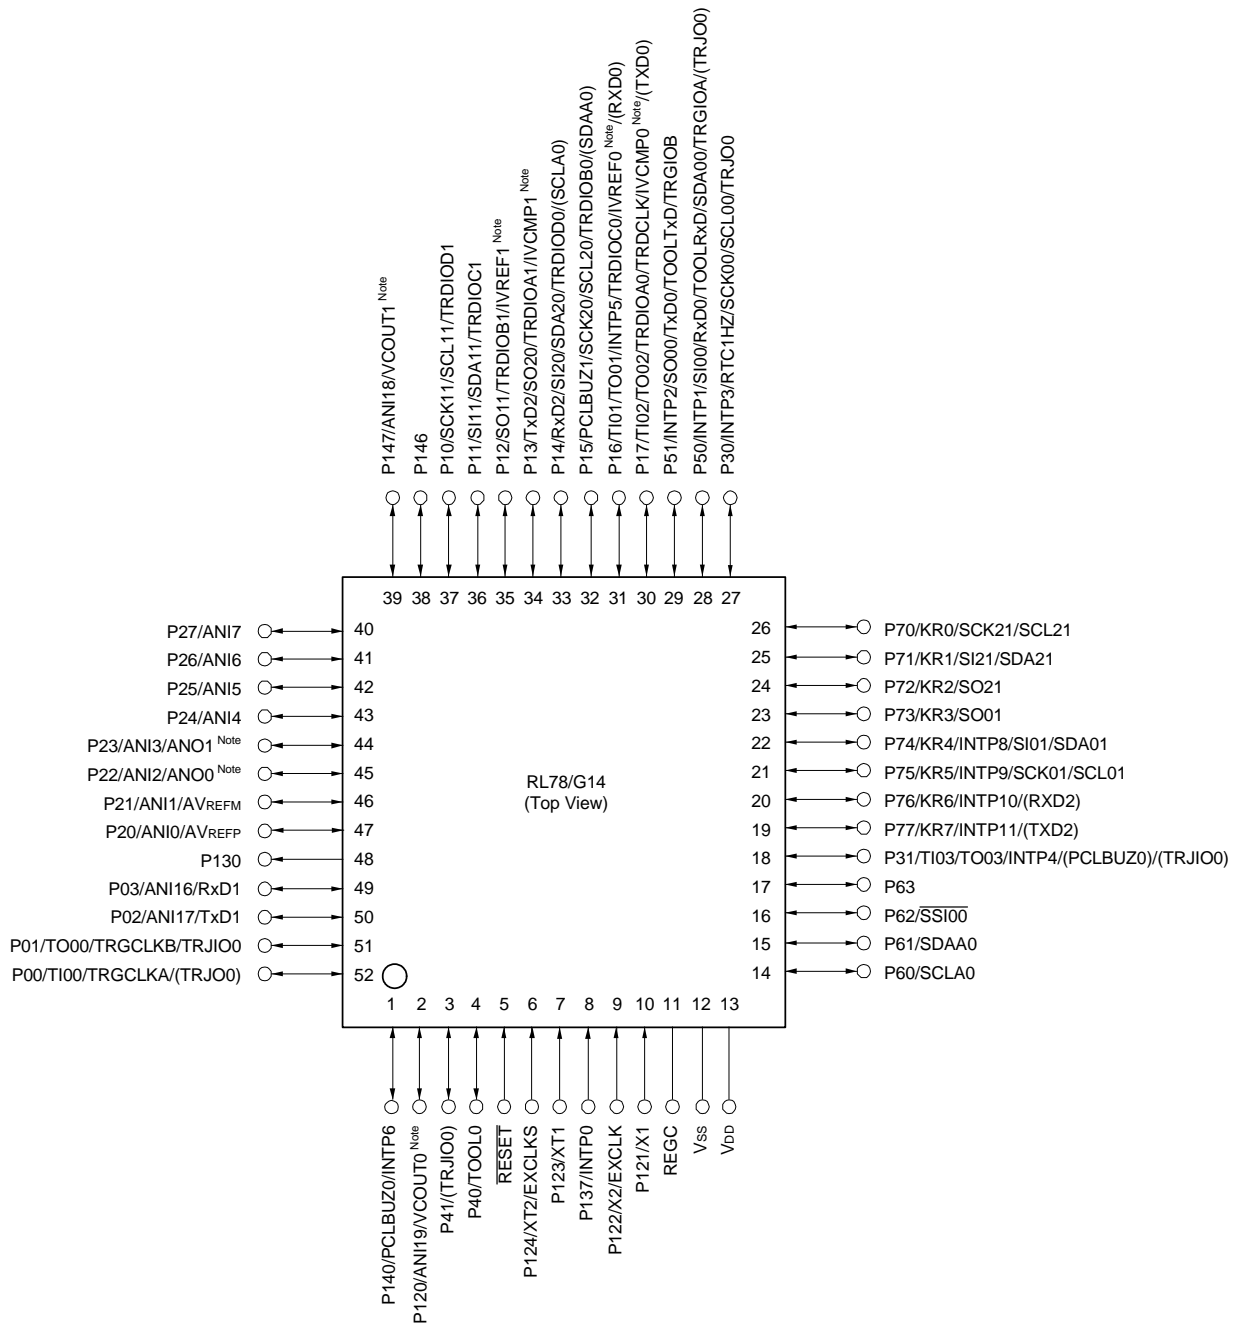 P147/ANI18/VCOUT1 Note
P146
P10/SCK11/SCL11/TRDIOD1
P11/SI11/SDA11/TRDIOC1
P12/SO11/TRDIOB1/IVREF1 Note
P13/TxD2/SO20/TRDIOA1/IVCMP1 Note
P14/RxD2/SI20/SDA20/TRDIOD0/(SCLA0)
P15/PCLBUZ1/SCK20/SCL20/TRDIOB0/(SDAA0)
P16/TI01/TO01/INTP5/TRDIOC0/IVREF0 Note/(RXD0)
P17/TI02/TO02/TRDIOA0/TRDCLK/IVCMP0 Note/(TXD0)
P51/INTP2/SO00/TxD0/TOOLTxD/TRGIOB
P50/INTP1/SI00/RxD0/TOOLRxD/SDA00/TRGIOA/(TRJO0)
P30/INTP3/RTC1HZ/SCK00/SCL00/TRJO0
39 38 37 36 35 34 33 32 31 30 29 28 27
P27/ANI7 40
P26/ANI6 41
P25/ANI5 42
P24/ANI4 43
P23/ANI3/ANO1 Note 44
P22/ANI2/ANO0 Note 45
P21/ANI1/AVREFM 46
P20/ANI0/AVREFP 47
P130 48
P03/ANI16/RxD1 49
P02/ANI17/TxD1 50
P01/TO00/TRGCLKB/TRJIO0 51
P00/TI00/TRGCLKA/(TRJO0) 52
RL78/G14
(Top View)
26 P70/KR0/SCK21/SCL21
25 P71/KR1/SI21/SDA21
24 P72/KR2/SO21
23 P73/KR3/SO01
22 P74/KR4/INTP8/SI01/SDA01
21 P75/KR5/INTP9/SCK01/SCL01
20 P76/KR6/INTP10/(RXD2)
19 P77/KR7/INTP11/(TXD2)
18 P31/TI03/TO03/INTP4/(PCLBUZ0)/(TRJIO0)
17 P63
16 P62/SSI00
15 P61/SDAA0
14 P60/SCLA0
1 2 3 4 5 6 7 8 9 10 11 12 13
P140/PCLBUZ0/INTP6
P120/ANI19/VCOUT0 Note
P41/(TRJIO0)
P40/TOOL0
RESET
P124/XT2/EXCLKS
P123/XT1
P137/INTP0
P122/X2/EXCLK
P121/X1
REGC
VSS
VDD